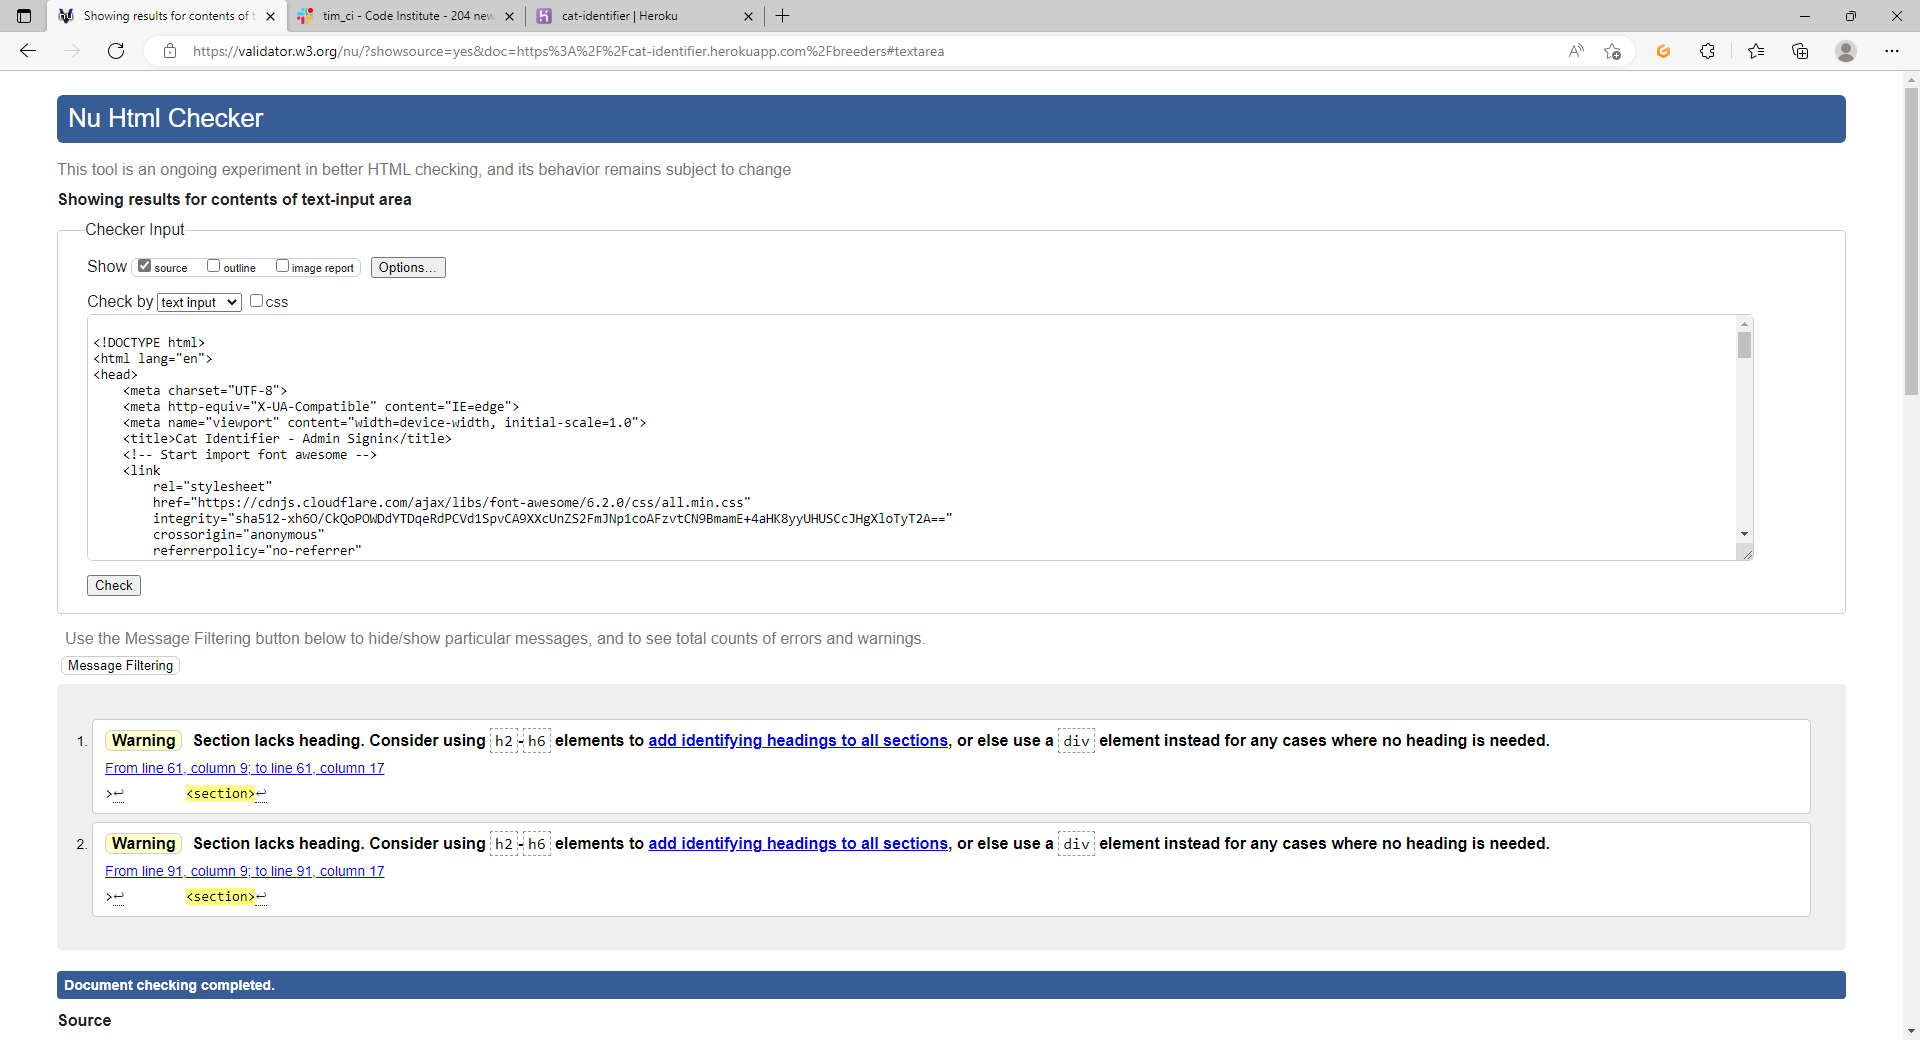 Showing results for contents of t
tim_ci - Code Institute - 204 new
cat-identifier | Heroku
https://validator.w3.org/nu/?showsource=yes&doc=https%3A%2F%2Fcat-identifier.herokuapp.com%2Fbreeders#textarea
Nu Html Checker
This tool is an ongoing experiment in better HTML checking, and its behavior remains subject to change
Showing results for contents of text-input area
Checker Input
Show source outline image report Options...
Check by text input css
<!DOCTYPE html>
<html lang="en">
<head>
<meta charset="UTF-8">
<meta http-equiv="X-UA-Compatible" content="IE=edge">
<meta name="viewport" content="width=device-width, initial-scale=1.0">
<title>Cat Identifier - Admin Signin</title>
<!-- Start import font awesome -->
<link
rel="stylesheet"
href="https://cdnjs.cloudflare.com/ajax/libs/font-awesome/6.2.0/css/all.min.css"
integrity="sha512-xh6O/CkQoPOWDdYTDqeRdPCVd1SpvCA9XXcUnZS2FmJNp1coAFzvtCN9BmamE+4aHK8yyUHUSCcJHgXloTyT2A=="
crossorigin="anonymous"
referrerpolicy="no-referrer"
Check
Use the Message Filtering button below to hide/show particular messages, and to see total counts of errors and warnings.
Message Filtering
1. Warning Section lacks heading. Consider using h2-h6 elements to add identifying headings to all sections, or else use a div element instead for any cases where no heading is needed.
From line 61, column 9; to line 61, column 17
>↩ <section>↩
2. Warning Section lacks heading. Consider using h2-h6 elements to add identifying headings to all sections, or else use a div element instead for any cases where no heading is needed.
From line 91, column 9; to line 91, column 17
>↩ <section>↩
Document checking completed.
Source